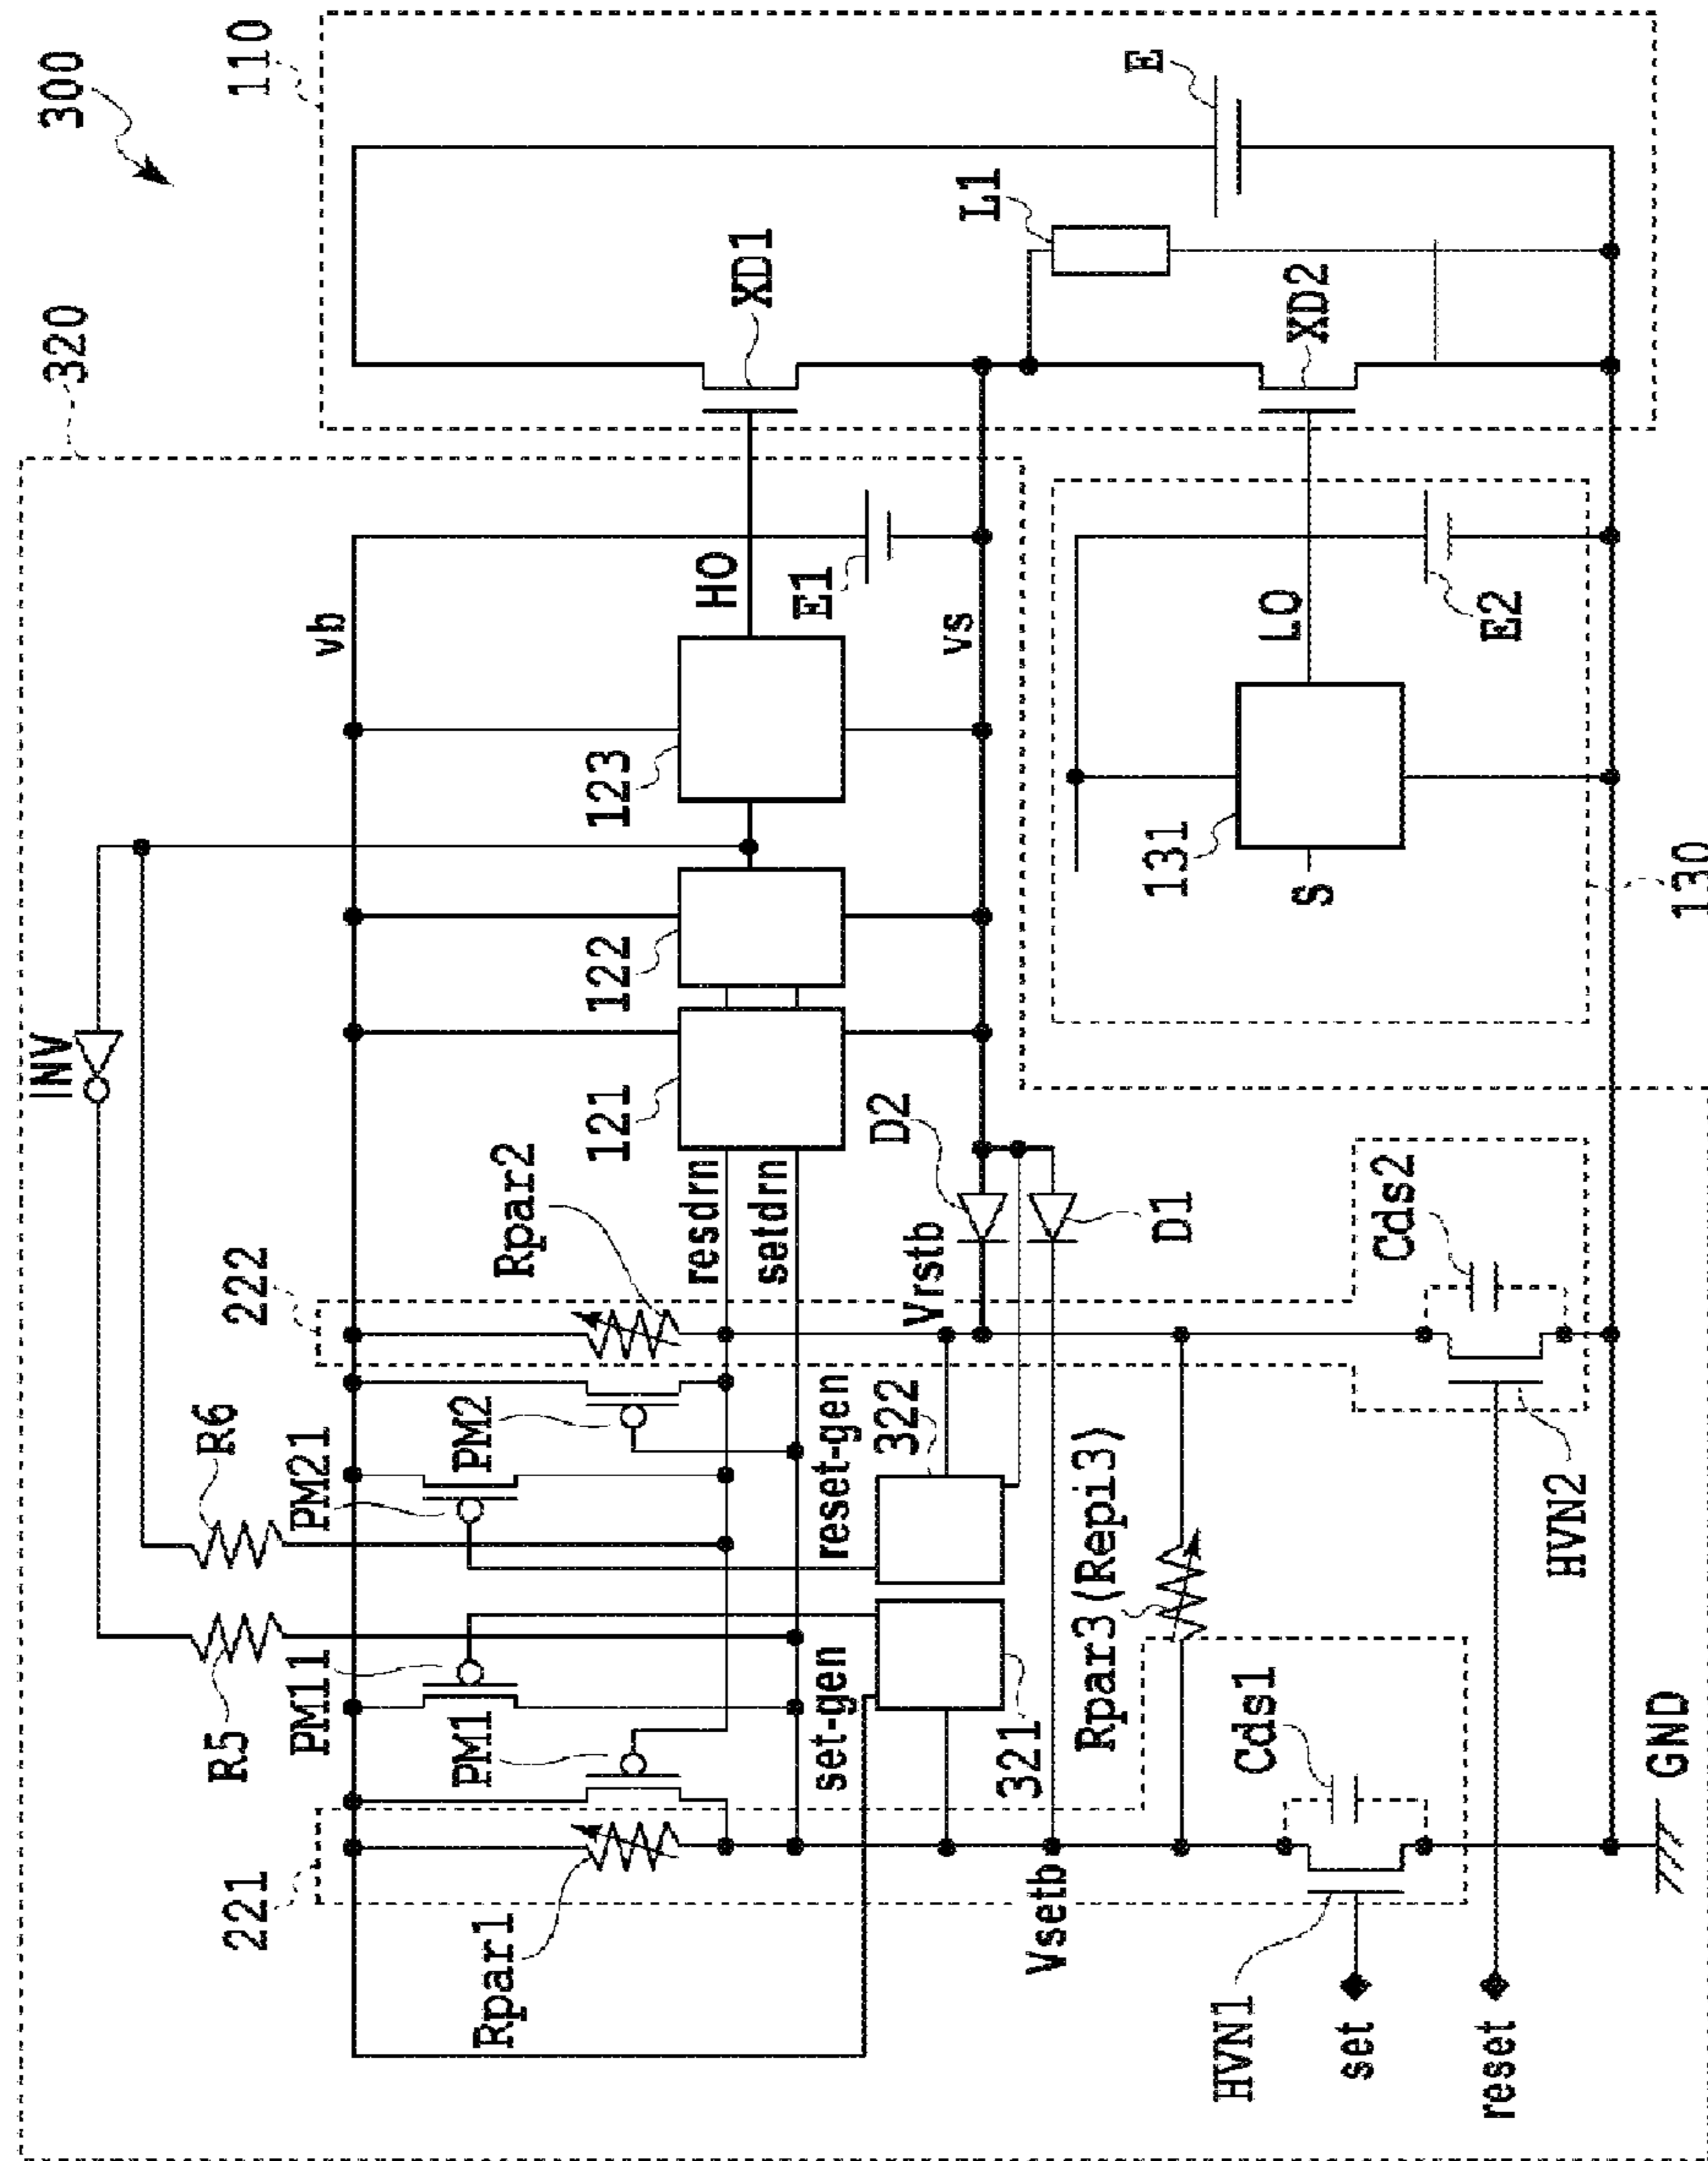 300
320
110
INV
R5
R6
PM11
PM21
vb
221
222
PM1
PM2
Rpar1
Rpar2
121
122
123
HO
XD1
E1
resdrn
setdrn
set-gen
reset-gen
321
322
Vrstb
D2
D1
vs
L1
E
Vsetb
Rpar3(Repi3)
131
S
LO
XD2
E2
130
Cds1
Cds2
HVN1
HVN2
set
reset
GND